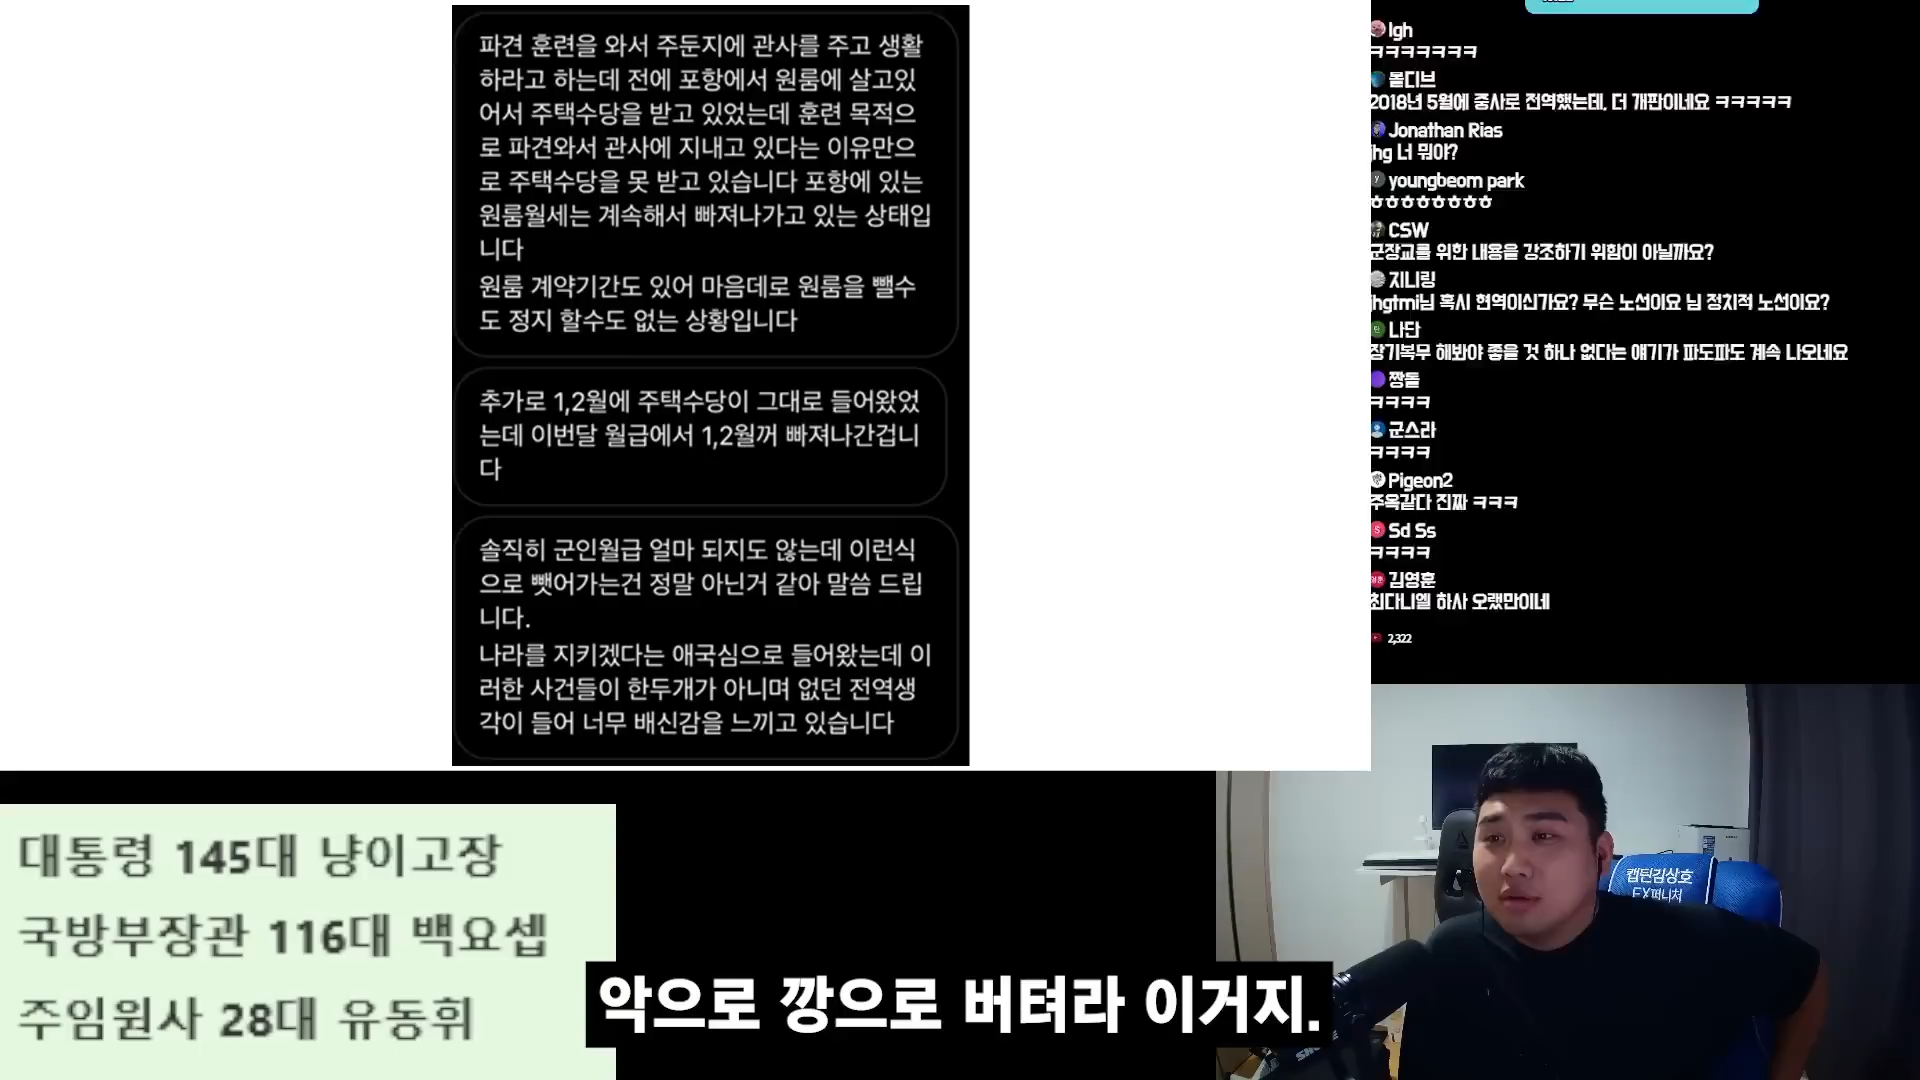 파견 훈련을 와서 주둔지에 관사를 주고 생활
하라고 하는데 전에 포항에서 원룸에 살고있
어서 주택수당을 받고 있었는데 훈련 목적으
로 파견와서 관사에 지내고 있다는 이유만으
로 주택수당을 못 받고 있습니다 포항에 있는
원룸월세는 계속해서 빠져나가고 있는 상태입
니다
원룸 계약기간도 있어 마음데로 원룸을 뺄수
도 정지 할수도 없는 상황입니다
추가로 1,2월에 주택수당이 그대로 들어왔었
는데 이번달 월급에서 1,2월꺼 빠져나간겁니
다
솔직히 군인월급 얼마 되지도 않는데 이런식
으로 뺏어가는건 정말 아닌거 같아 말씀 드립
니다.
나라를 지키겠다는 애국심으로 들어왔는데 이
러한 사건들이 한두개가 아니며 없던 전역생
각이 들어 너무 배신감을 느끼고 있습니다
lgh
ㅋㅋㅋㅋㅋㅋㅋ
몰디브
2018년 5월에 중사로 전역했는데, 더 개판이네요 ㅋㅋㅋㅋㅋ
Jonathan Rias
jhg 너 뭐야?
youngbeom park
ㅎㅎㅎㅎㅎㅎㅎㅎ
CSW
군장교를 위한 내용을 강조하기 위함이 아닐까요?
지니링
jhgtmi님 혹시 현역이신가요? 무슨 노선이요 님 정치적 노선이요?
나단
장기복무 해봐야 좋을 것 하나 없다는 얘기가 파도파도 계속 나오네요
짱돌
ㅋㅋㅋㅋ
군스라
ㅋㅋㅋㅋ
Pigeon2
주옥같다 진짜 ㅋㅋㅋ
Sd Ss
ㅋㅋㅋㅋ
김영훈
최다니엘 하사 오랬만이네
2,322
대통령 145대 냥이고장
국방부장관 116대 백요셉
주임원사 28대 유동휘
캡틴김상호
EX퍼니처
악으로 깡으로 버텨라 이거지.